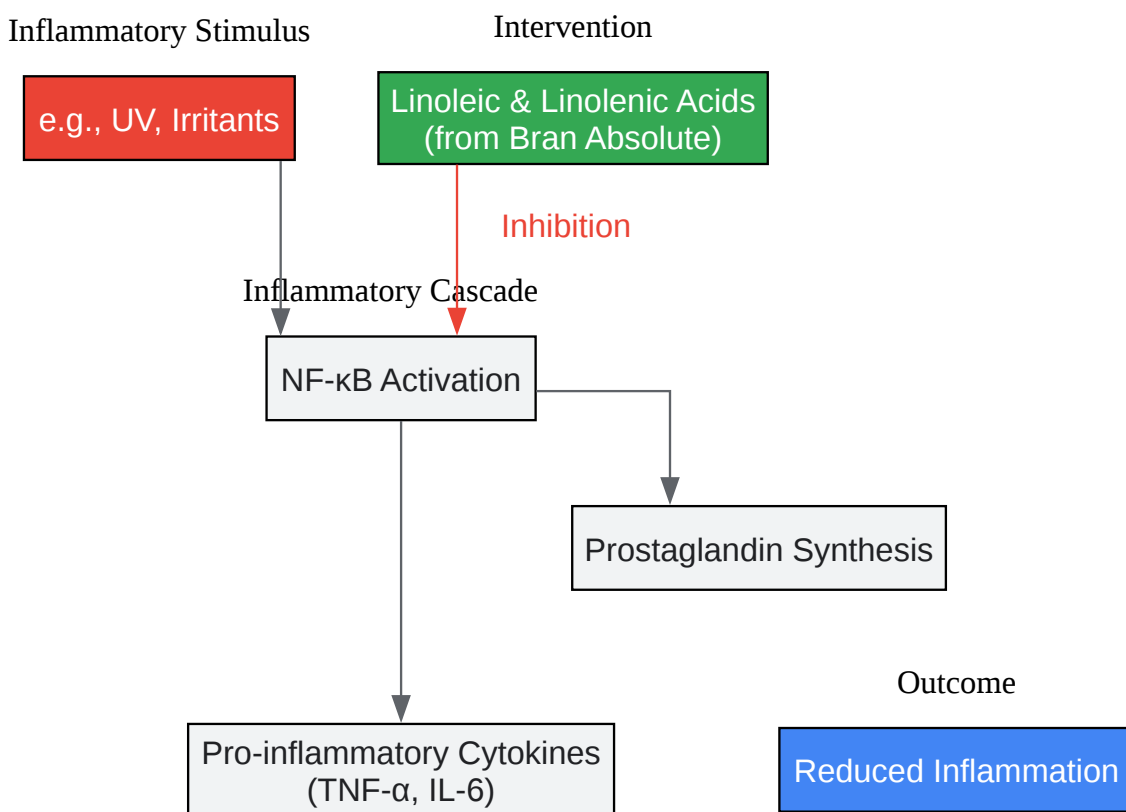 Inflammatory Stimulus
Intervention
e.g., UV, Irritants
Linoleic & Linolenic Acids
(from Bran Absolute)
Inhibition
Inflammatory Cascade
NF-κB Activation
Prostaglandin Synthesis
Outcome
Pro-inflammatory Cytokines
(TNF-α, IL-6)
Reduced Inflammation